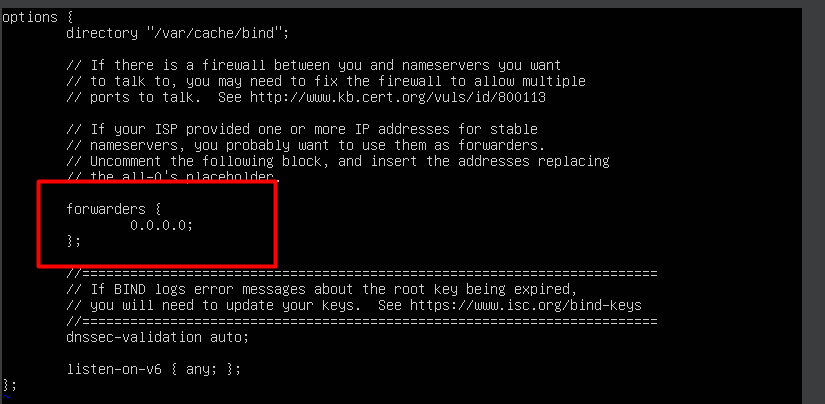 options {
directory "/var/cache/bind";
// If there is a firewall between you and nameservers you want
// to talk to, you may need to fix the firewall to allow multiple
// ports to talk.  See http://www.kb.cert.org/vuls/id/800113
// If your ISP provided one or more IP addresses for stable
// nameservers, you probably want to use them as forwarders.
// Uncomment the following block, and insert the addresses replacing
// the all-0's placeholder.
forwarders {
0.0.0.0;
};
//========================================================================
// If BIND logs error messages about the root key being expired,
// you will need to update your keys.  See https://www.isc.org/bind-keys
//========================================================================
dnssec-validation auto;
listen-on-v6 { any; };
};
~